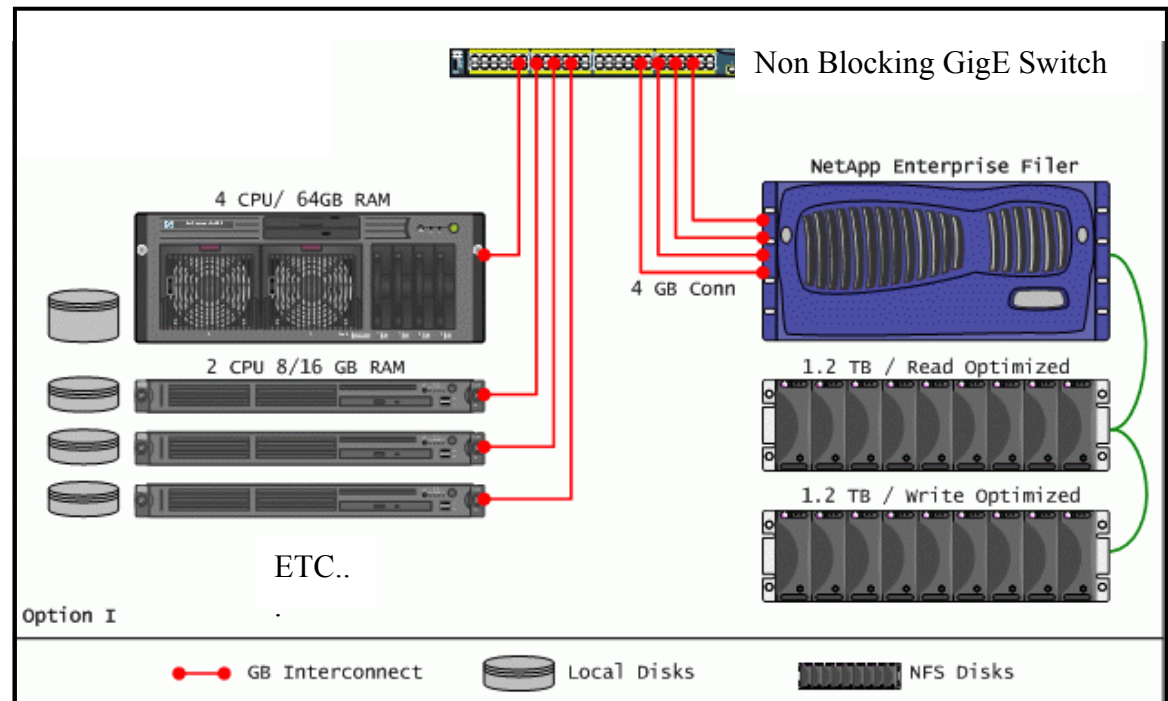 Non Blocking GigE Switch
NetApp Enterprise Filer
4 CPU/ 64GB RAM
4 GB Conn
2 CPU 8/16 GB RAM
1.2 TB / Read Optimized
1.2 TB / Write Optimized
ETC..
.
Option I
GB Interconnect
Local Disks
NFS Disks